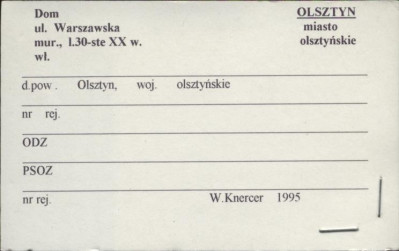 Dom
ul. Warszawska
mur., l.30-ste XX w.
wł.
OLSZTYN
miasto
olsztyńskie
d.pow. Olsztyn, woj. olsztyńskie
nr rej.
ODZ
PSOZ
nr rej. W.Knercer 1995